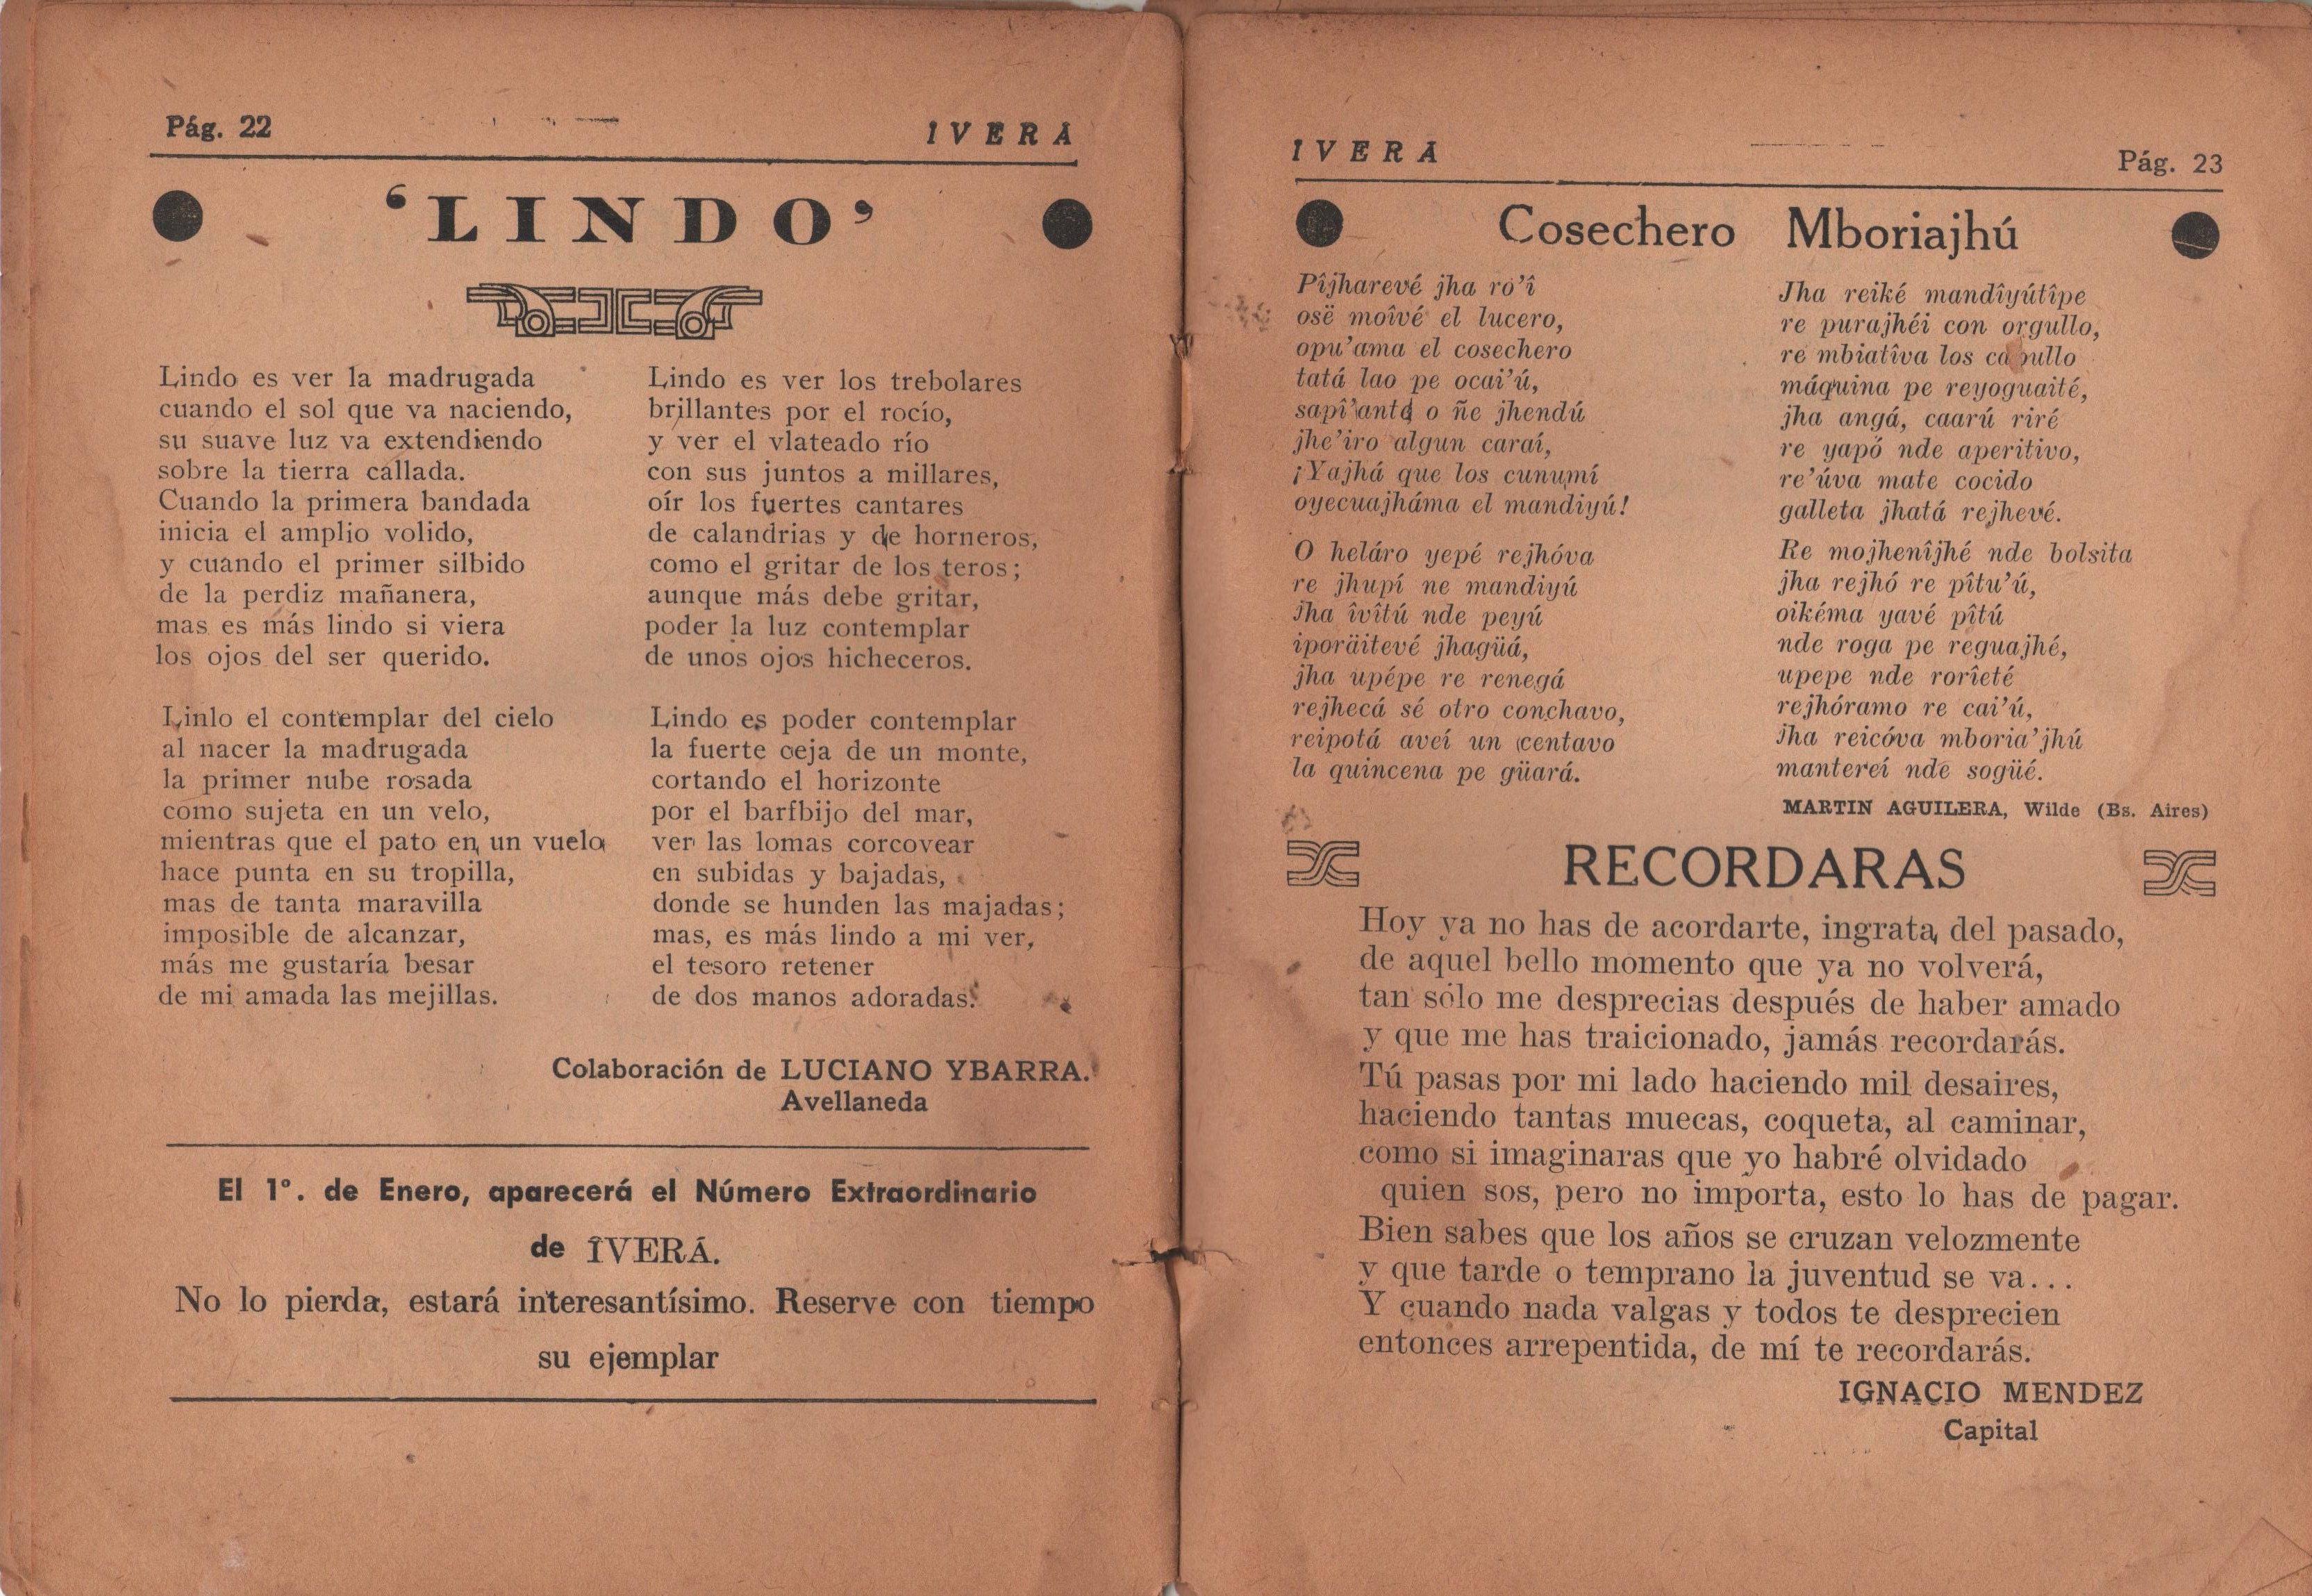 Pág. 22
IVERA
‘LINDO’
Lindo es ver la madrugada
cuando el sol que va naciendo,
su suave luz va extendiendo
sobre la tierra callada.
Cuando la primera bandada
inicia el amplio volido,
y cuando el primer silbido
de la perdiz mañanera,
mas es más lindo si viera
los ojos del ser querido.
Linlo el contemplar del cielo
al nacer la madrugada
la primer nube rosada
como sujeta en un velo,
mientras que el pato en un vuelo
hace punta en su tropilla,
mas de tanta maravilla
imposible de alcanzar,
más me gustaría besar
de mi amada las mejillas.
Lindo es ver los trebolares
brillantes por el rocío,
y ver el vlateado río
con sus juntos a millares,
oír los fuertes cantares
de calandrias y de horneros,
como el gritar de los teros;
aunque más debe gritar,
poder la luz contemplar
de unos ojos hicheceros.
Lindo es poder contemplar
la fuerte ceja de un monte,
cortando el horizonte
por el barfbijo del mar,
ver las lomas corcovear
en subidas y bajadas,
donde se hunden las majadas;
mas, es más lindo a mi ver,
el tesoro retener
de dos manos adoradas.
Colaboración de LUCIANO YBARRA.
Avellaneda
El 1º. de Enero, aparecerá el Número Extraordinario
de ÎVERÁ.
No lo pierda, estará interesantísimo. Reserve con tiempo
su ejemplar
IVERA
Pág. 23
Cosechero Mboriajhú
Pîjharevé jha ro’î
osë moîvé el lucero,
opu’ama el cosechero
tatá lao pe ocai’ú,
sapî’antd o ñe jhendú
jhe’iro algun caraí,
¡Yajhá que los cunumí
oyecuajháma el mandiyú!
O heláro yepé rejhóva
re jhupí ne mandiyú
jha îvîtú nde peyú
iporäitevé jhagüá,
jha upépe re renegá
rejhecá sé otro conchavo,
reipotá aveí un centavo
la quincena pe güará.
Jha reiké mandîyútîpe
re purajhéi con orgullo,
re mbiatîva los capullo
máquina pe reyoguaité,
jha angá, caarú riré
re yapó nde aperitivo,
re’úva mate cocido
galleta jhatá rejhevé.
Re mojhenîjhé nde bolsita
jha rejhó re pîtu’ú,
oikéma yavé pîtú
nde roga pe reguajhé,
upepe nde rorîeté
rejhóramo re cai’ú,
jha reicóva mboria’jhú
mantereí nde sogüé.
MARTIN AGUILERA, Wilde (Bs. Aires)
RECORDARAS
Hoy ya no has de acordarte, ingrata, del pasado,
de aquel bello momento que ya no volverá,
tan sólo me desprecias después de haber amado
y que me has traicionado, jamás recordarás.
Tú pasas por mi lado haciendo mil desaires,
haciendo tantas muecas, coqueta, al caminar,
como si imaginaras que yo habré olvidado
quien sos, pero no importa, esto lo has de pagar.
Bien sabes que los años se cruzan velozmente
y que tarde o temprano la juventud se va...
Y cuando nada valgas y todos te desprecien
entonces arrepentida, de mí te recordarás.
IGNACIO MENDEZ
Capital